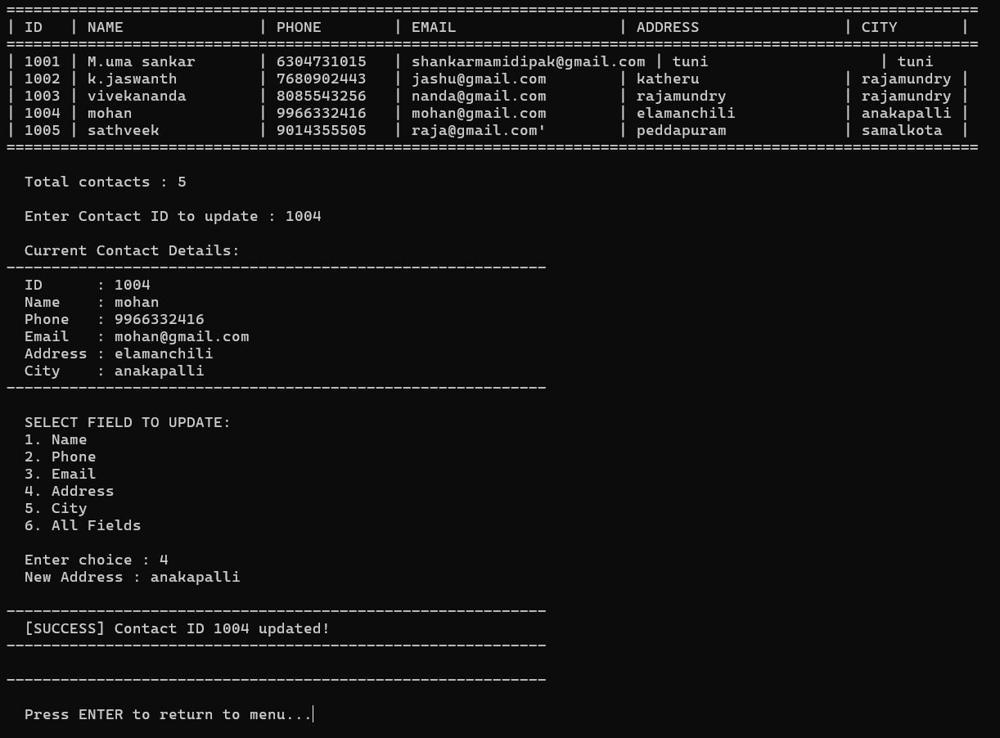 ============================================================================================================
| ID   | NAME               | PHONE        | EMAIL                  | ADDRESS                | CITY       |
============================================================================================================
| 1001 | M.uma sankar       | 6304731015   | shankarmamidipak@gmail.com | tuni                   | tuni
| 1002 | k.jaswanth         | 7680902443   | jashu@gmail.com        | katheru                | rajamundry |
| 1003 | vivekananda        | 8085543256   | nanda@gmail.com        | rajamundry             | rajamundry |
| 1004 | mohan              | 9966332416   | mohan@gmail.com        | elamanchili            | anakapalli |
| 1005 | sathveek           | 9014355505   | raja@gmail.com'        | peddapuram             | samalkota  |
============================================================================================================
Total contacts : 5
Enter Contact ID to update : 1004
Current Contact Details:
------------------------------------------------------------
ID      : 1004
Name    : mohan
Phone   : 9966332416
Email   : mohan@gmail.com
Address : elamanchili
City    : anakapalli
------------------------------------------------------------
SELECT FIELD TO UPDATE:
1. Name
2. Phone
3. Email
4. Address
5. City
6. All Fields
Enter choice : 4
New Address : anakapalli
------------------------------------------------------------
[SUCCESS] Contact ID 1004 updated!
------------------------------------------------------------
------------------------------------------------------------
Press ENTER to return to menu...